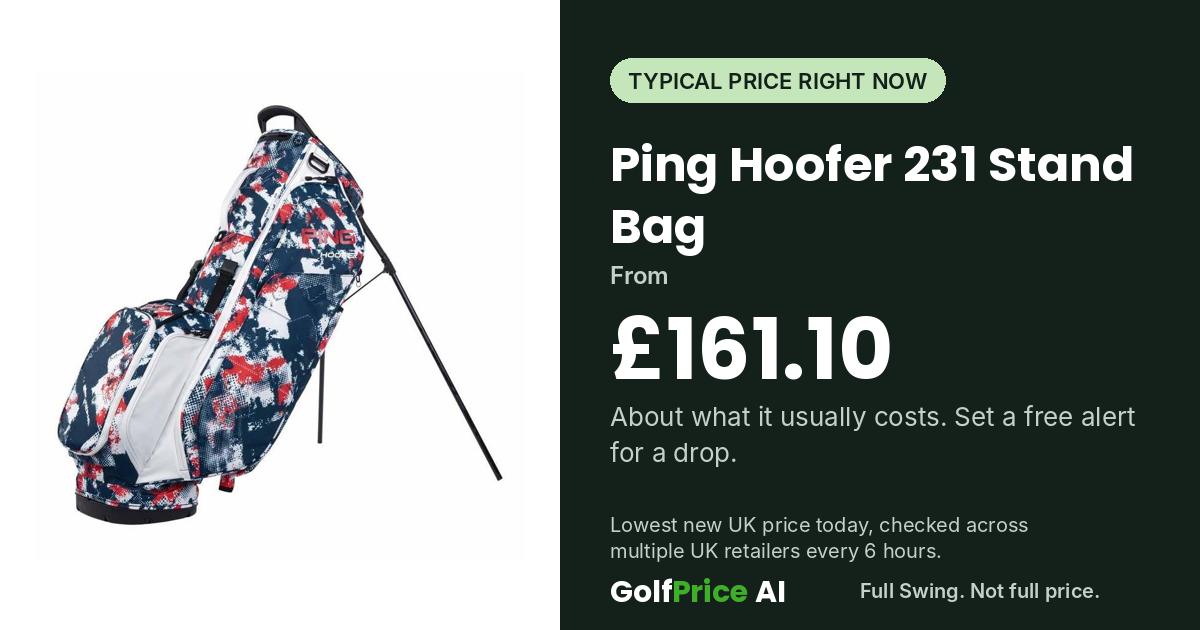 PING
HOOFER
TYPICAL PRICE RIGHT NOW
Ping Hoofer 231 Stand
Bag
From
£161.10
About what it usually costs. Set a free alert
for a drop.
Lowest new UK price today, checked across
multiple UK retailers every 6 hours.
GolfPrice AI
Full Swing. Not full price.